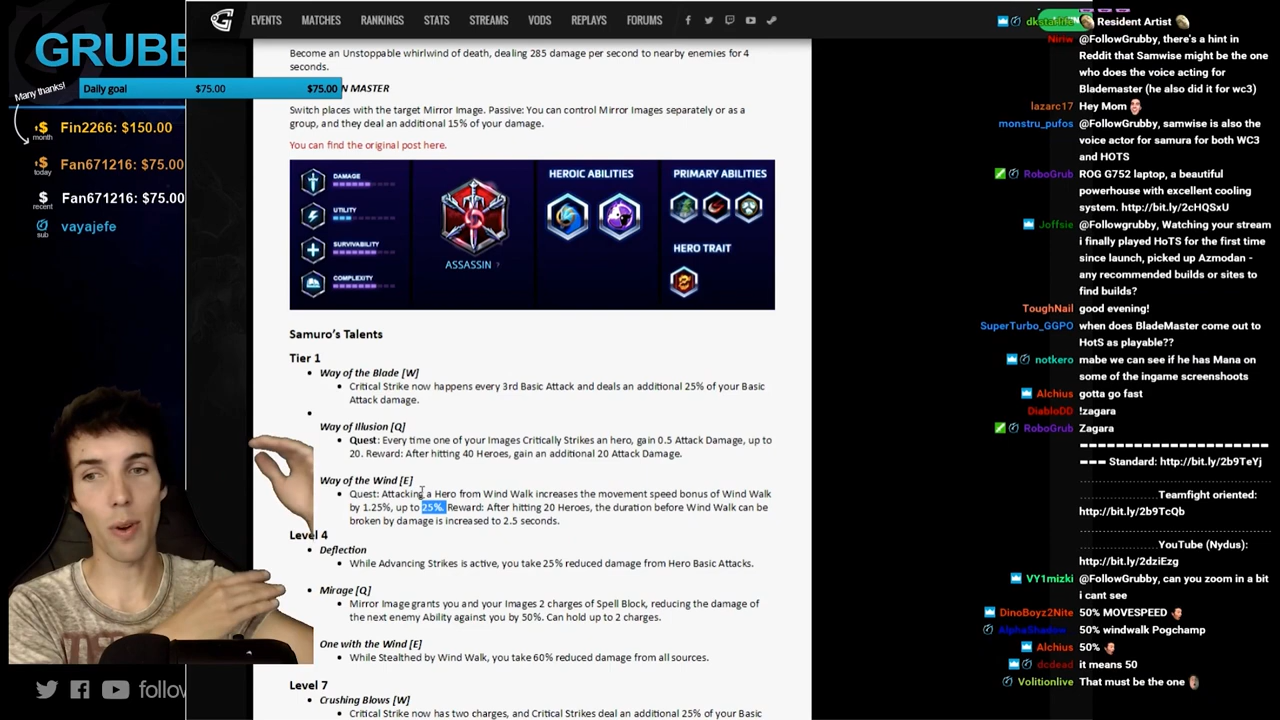 GRUBB
Many thanks!
Daily goal $75.00 $75.00
month Fin2266: $150.00
today Fan671216: $75.00
recent Fan671216: $75.00
sub vayajefe
follow
EVENTS MATCHES RANKINGS STATS STREAMS VODS REPLAYS FORUMS
Become an Unstoppable whirlwind of death, dealing 285 damage per second to nearby enemies for 4
seconds.
N MASTER
Switch places with the target Mirror Image. Passive: You can control Mirror Images separately or as a
group, and they deal an additional 15% of your damage.
You can find the original post here.
DAMAGE
UTILITY
SURVIVABILITY
COMPLEXITY
ASSASSIN ?
HEROIC ABILITIES
PRIMARY ABILITIES
HERO TRAIT
Samuro's Talents
Tier 1
Way of the Blade [W]
Critical Strike now happens every 3rd Basic Attack and deals an additional 25% of your Basic
Attack damage.
Way of Illusion [Q]
Quest: Every time one of your Images Critically Strikes an hero, gain 0.5 Attack Damage, up to
20. Reward: After hitting 40 Heroes, gain an additional 20 Attack Damage.
Way of the Wind [E]
Quest: Attacking a Hero from Wind Walk increases the movement speed bonus of Wind Walk
by 1.25%, up to 25%. Reward: After hitting 20 Heroes, the duration before Wind Walk can be
broken by damage is increased to 2.5 seconds.
Level 4
Deflection
While Advancing Strikes is active, you take 25% reduced damage from Hero Basic Attacks.
Mirage [Q]
Mirror Image grants you and your Images 2 charges of Spell Block, reducing the damage of
the next enemy Ability against you by 50%. Can hold up to 2 charges.
One with the Wind [E]
While Stealthed by Wind Walk, you take 60% reduced damage from all sources.
Level 7
Crushing Blows [W]
Critical Strike now has two charges, and Critical Strikes deal an additional 25% of your Basic
dkstarlite Resident Artist
Niriw @FollowGrubby, there's a hint in
Reddit that Samwise might be the one
who does the voice acting for
Blademaster (he also did it for wc3)
lazarc17 Hey Mom
monstru_pufos @FollowGrubby, samwise is also the
voice actor for samura for both WC3
and HOTS
RoboGrub ROG G752 laptop, a beautiful
powerhouse with excellent cooling
system. http://bit.ly/2cHQSxU
Joffsie @Followgrubby, Watching your stream
i finally played HoTS for the first time
since launch, picked up Azmodan -
any recommended builds or sites to
find builds?
ToughNail good evening!
SuperTurbo_GGPO when does BladeMaster come out to
HotS as playable??
notkero mabe we can see if he has Mana on
some of the ingame screenshoots
Alchius gotta go fast
DiabloDD !zagara
RoboGrub Zagara
Standard: http://bit.ly/2b9TeYj
Teamfight oriented:
http://bit.ly/2b9TcQb
YouTube (Nydus):
http://bit.ly/2dziEzg
VY1mizki @FollowGrubby, can you zoom in a bit
i cant see
DinoBoyz2Nite 50% MOVESPEED
AlphaShadow 50% windwalk Pogchamp
Alchius 50%
dcdead it means 50
Volitionlive That must be the one